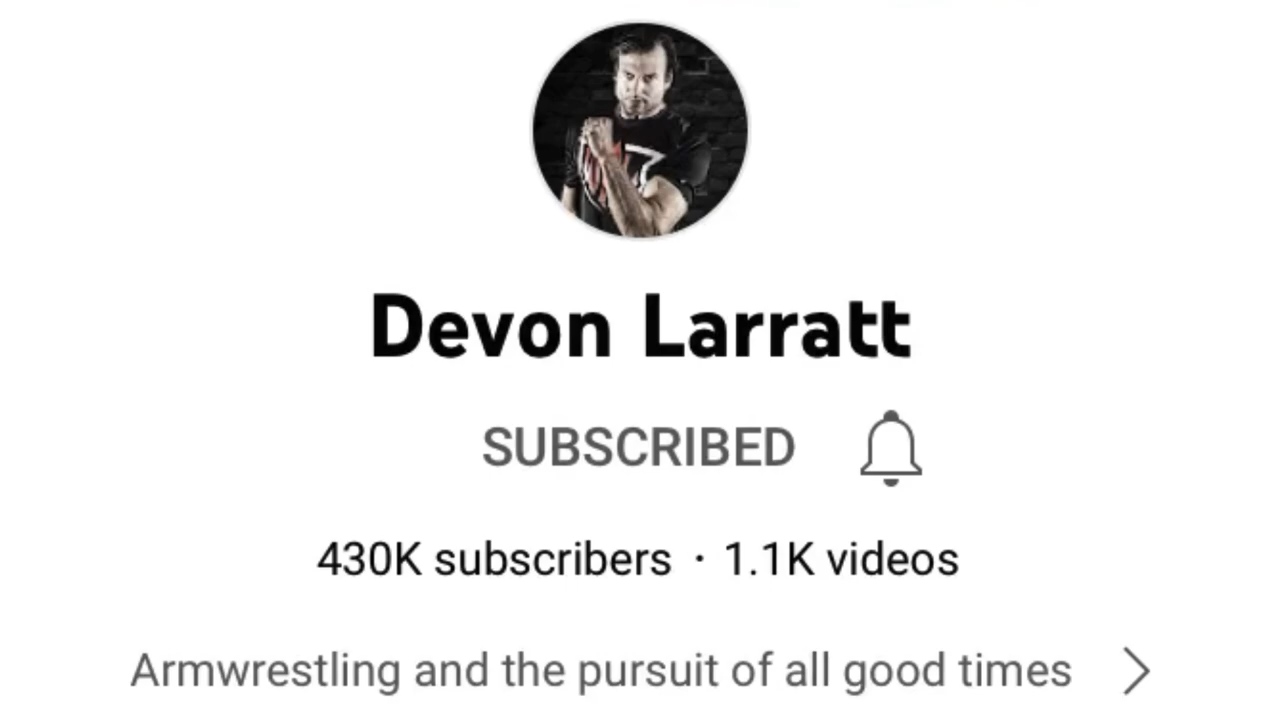 Devon Larratt
SUBSCRIBED
430K subscribers · 1.1K videos
Armwrestling and the pursuit of all good times